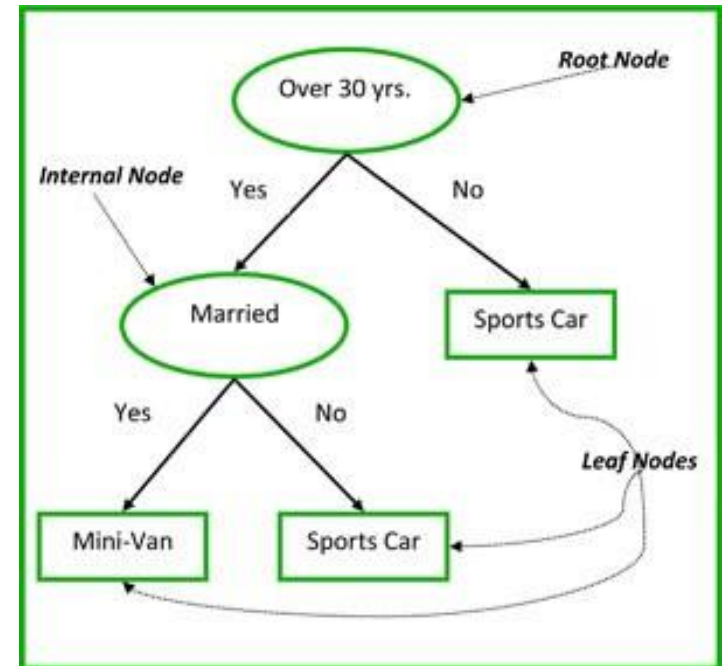 Root Node
Over 30 yrs.
Internal Node
Yes
No
Married
Sports Car
Yes
No
Leaf Nodes
Mini-Van
Sports Car